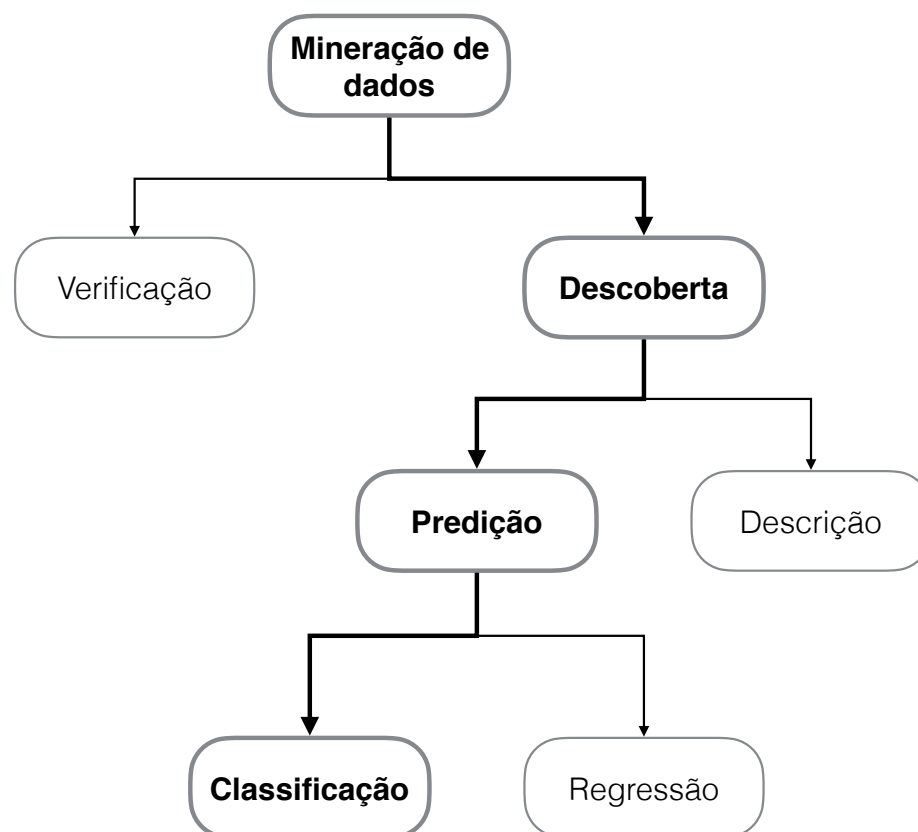 Mineração de
dados
Verificação
Descoberta
Predição
Descrição
Classificação
Regressão